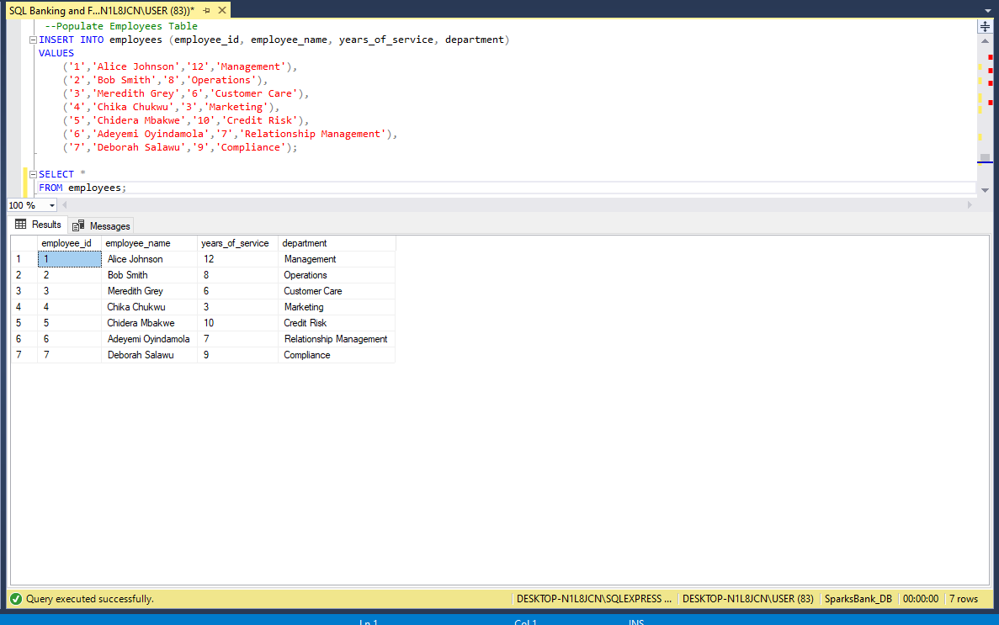 SQL Banking and F...N1L8JCN\USER (83))*
--Populate Employees Table
INSERT INTO employees (employee_id, employee_name, years_of_service, department)
VALUES
('1','Alice Johnson','12','Management'),
('2','Bob Smith','8','Operations'),
('3','Meredith Grey','6','Customer Care'),
('4','Chika Chukwu','3','Marketing'),
('5','Chidera Mbakwe','10','Credit Risk'),
('6','Adeyemi Oyindamola','7','Relationship Management'),
('7','Deborah Salawu','9','Compliance');
SELECT *
FROM employees;
100 %
Results Messages
employee_id employee_name years_of_service department
1 1 Alice Johnson 12 Management
2 2 Bob Smith 8 Operations
3 3 Meredith Grey 6 Customer Care
4 4 Chika Chukwu 3 Marketing
5 5 Chidera Mbakwe 10 Credit Risk
6 6 Adeyemi Oyindamola 7 Relationship Management
7 7 Deborah Salawu 9 Compliance
Query executed successfully. DESKTOP-N1L8JCN\SQLEXPRESS ... DESKTOP-N1L8JCN\USER (83) SparksBank_DB 00:00:00 7 rows
Ln 1 Col 1 INS